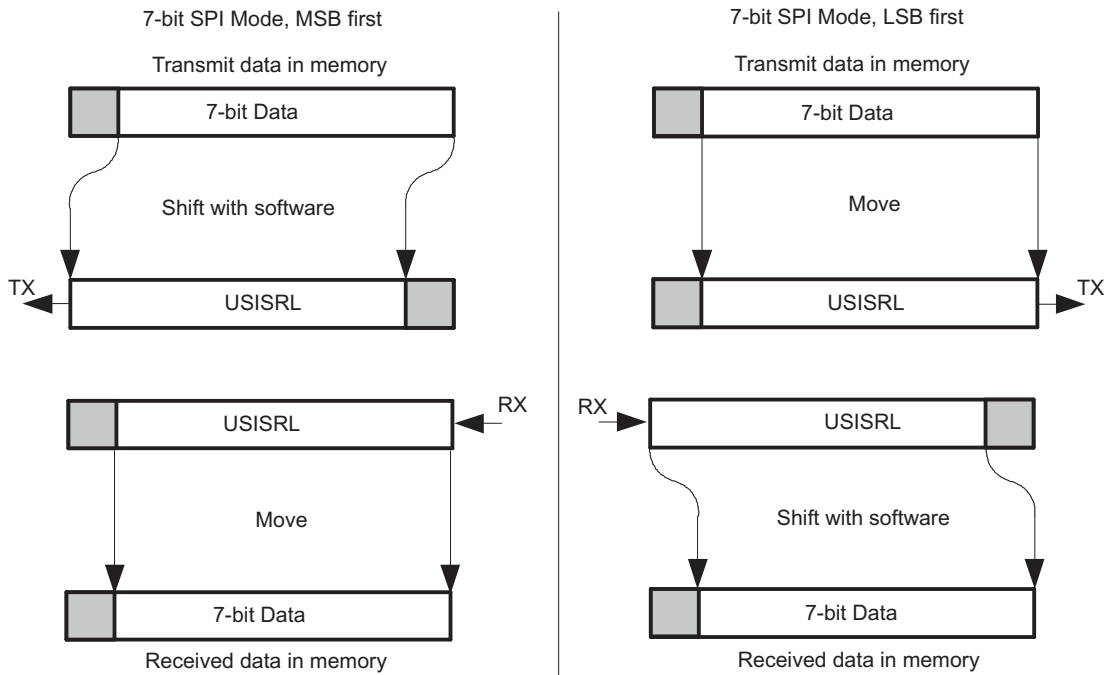 7-bit SPI Mode, MSB first
Transmit data in memory
7-bit Data
Shift with software
TX
USISRL
RX
USISRL
Move
7-bit Data
Received data in memory
7-bit SPI Mode, LSB first
Transmit data in memory
7-bit Data
Move
TX
USISRL
RX
USISRL
Shift with software
7-bit Data
Received data in memory